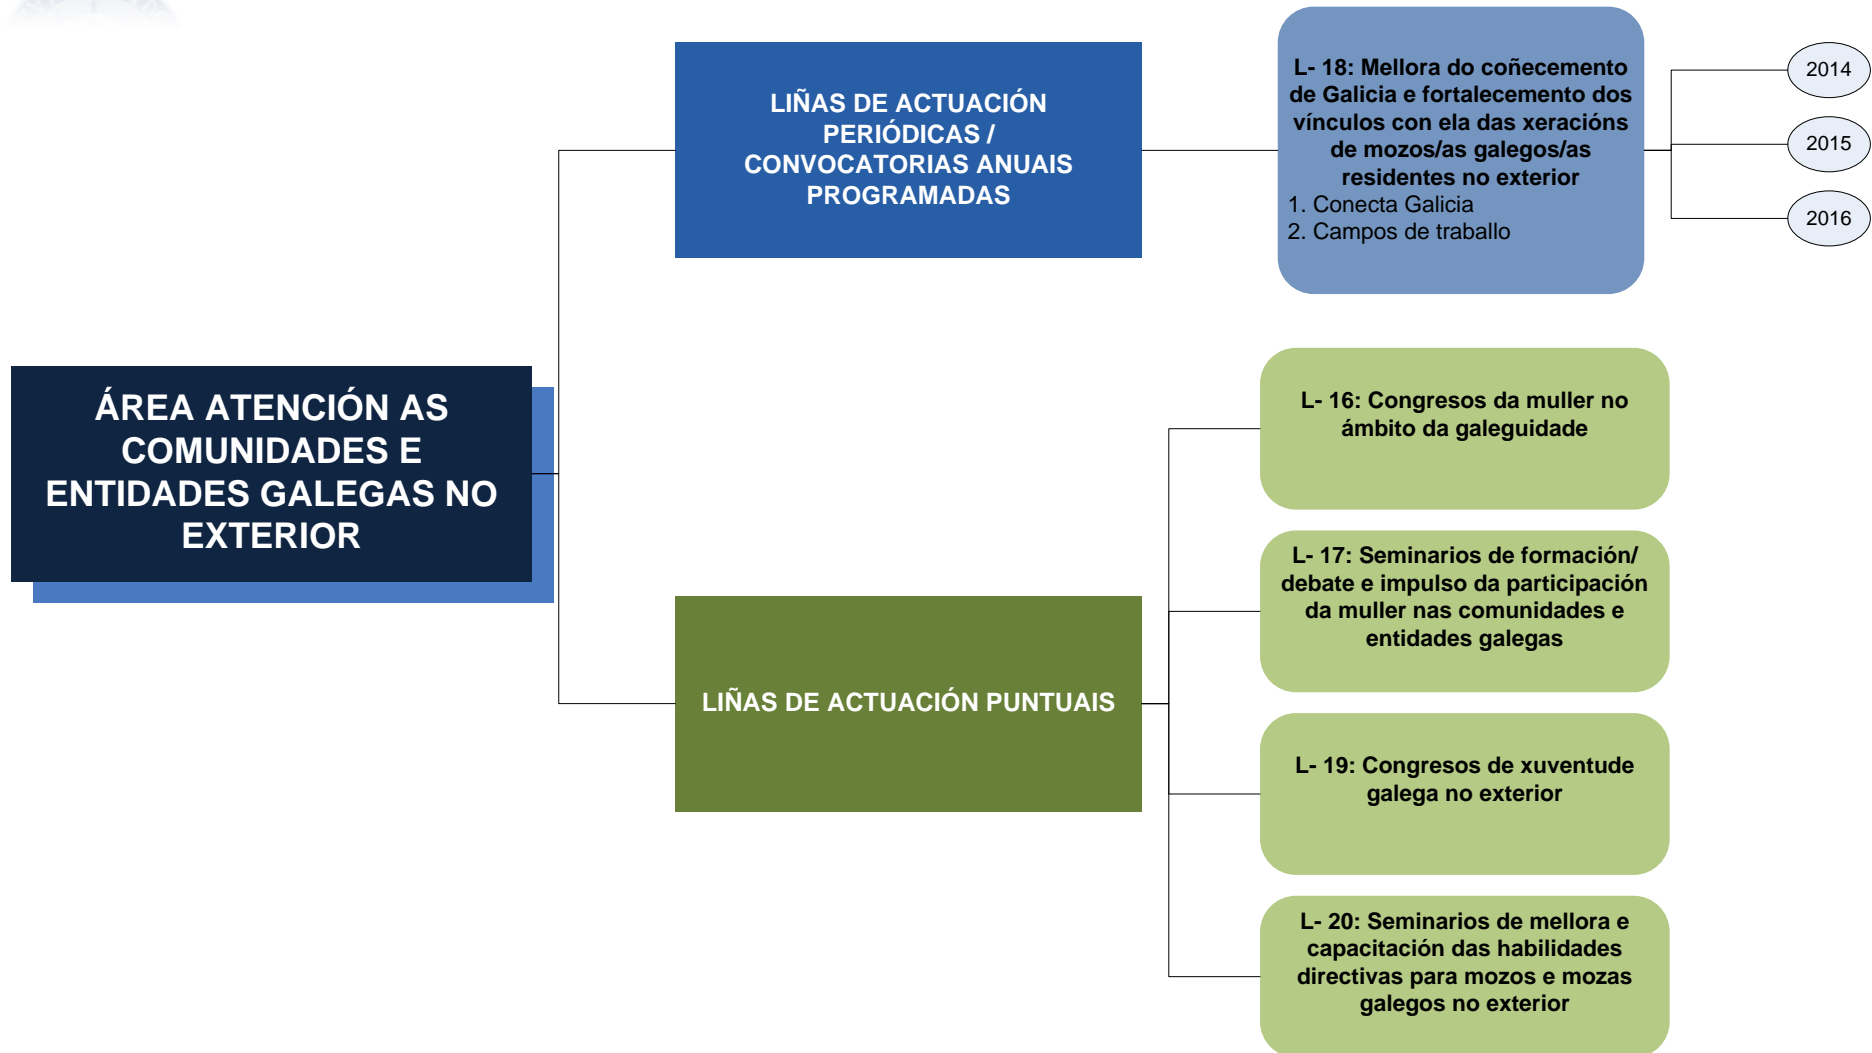 ÁREA ATENCIÓN AS
COMUNIDADES E
ENTIDADES GALEGAS NO
EXTERIOR
LIÑAS DE ACTUACIÓN
PERIÓDICAS /
CONVOCATORIAS ANUAIS
PROGRAMADAS
L- 18: Mellora do coñecemento
de Galicia e fortalecemento dos
vínculos con ela das xeracións
de mozos/as galegos/as
residentes no exterior
1. Conecta Galicia
2. Campos de traballo
2014
2015
2016
LIÑAS DE ACTUACIÓN PUNTUAIS
L- 16: Congresos da muller no
ámbito da galeguidade
L- 17: Seminarios de formación/
debate e impulso da participación
da muller nas comunidades e
entidades galegas
L- 19: Congresos de xuventude
galega no exterior
L- 20: Seminarios de mellora e
capacitación das habilidades
directivas para mozos e mozas
galegos no exterior